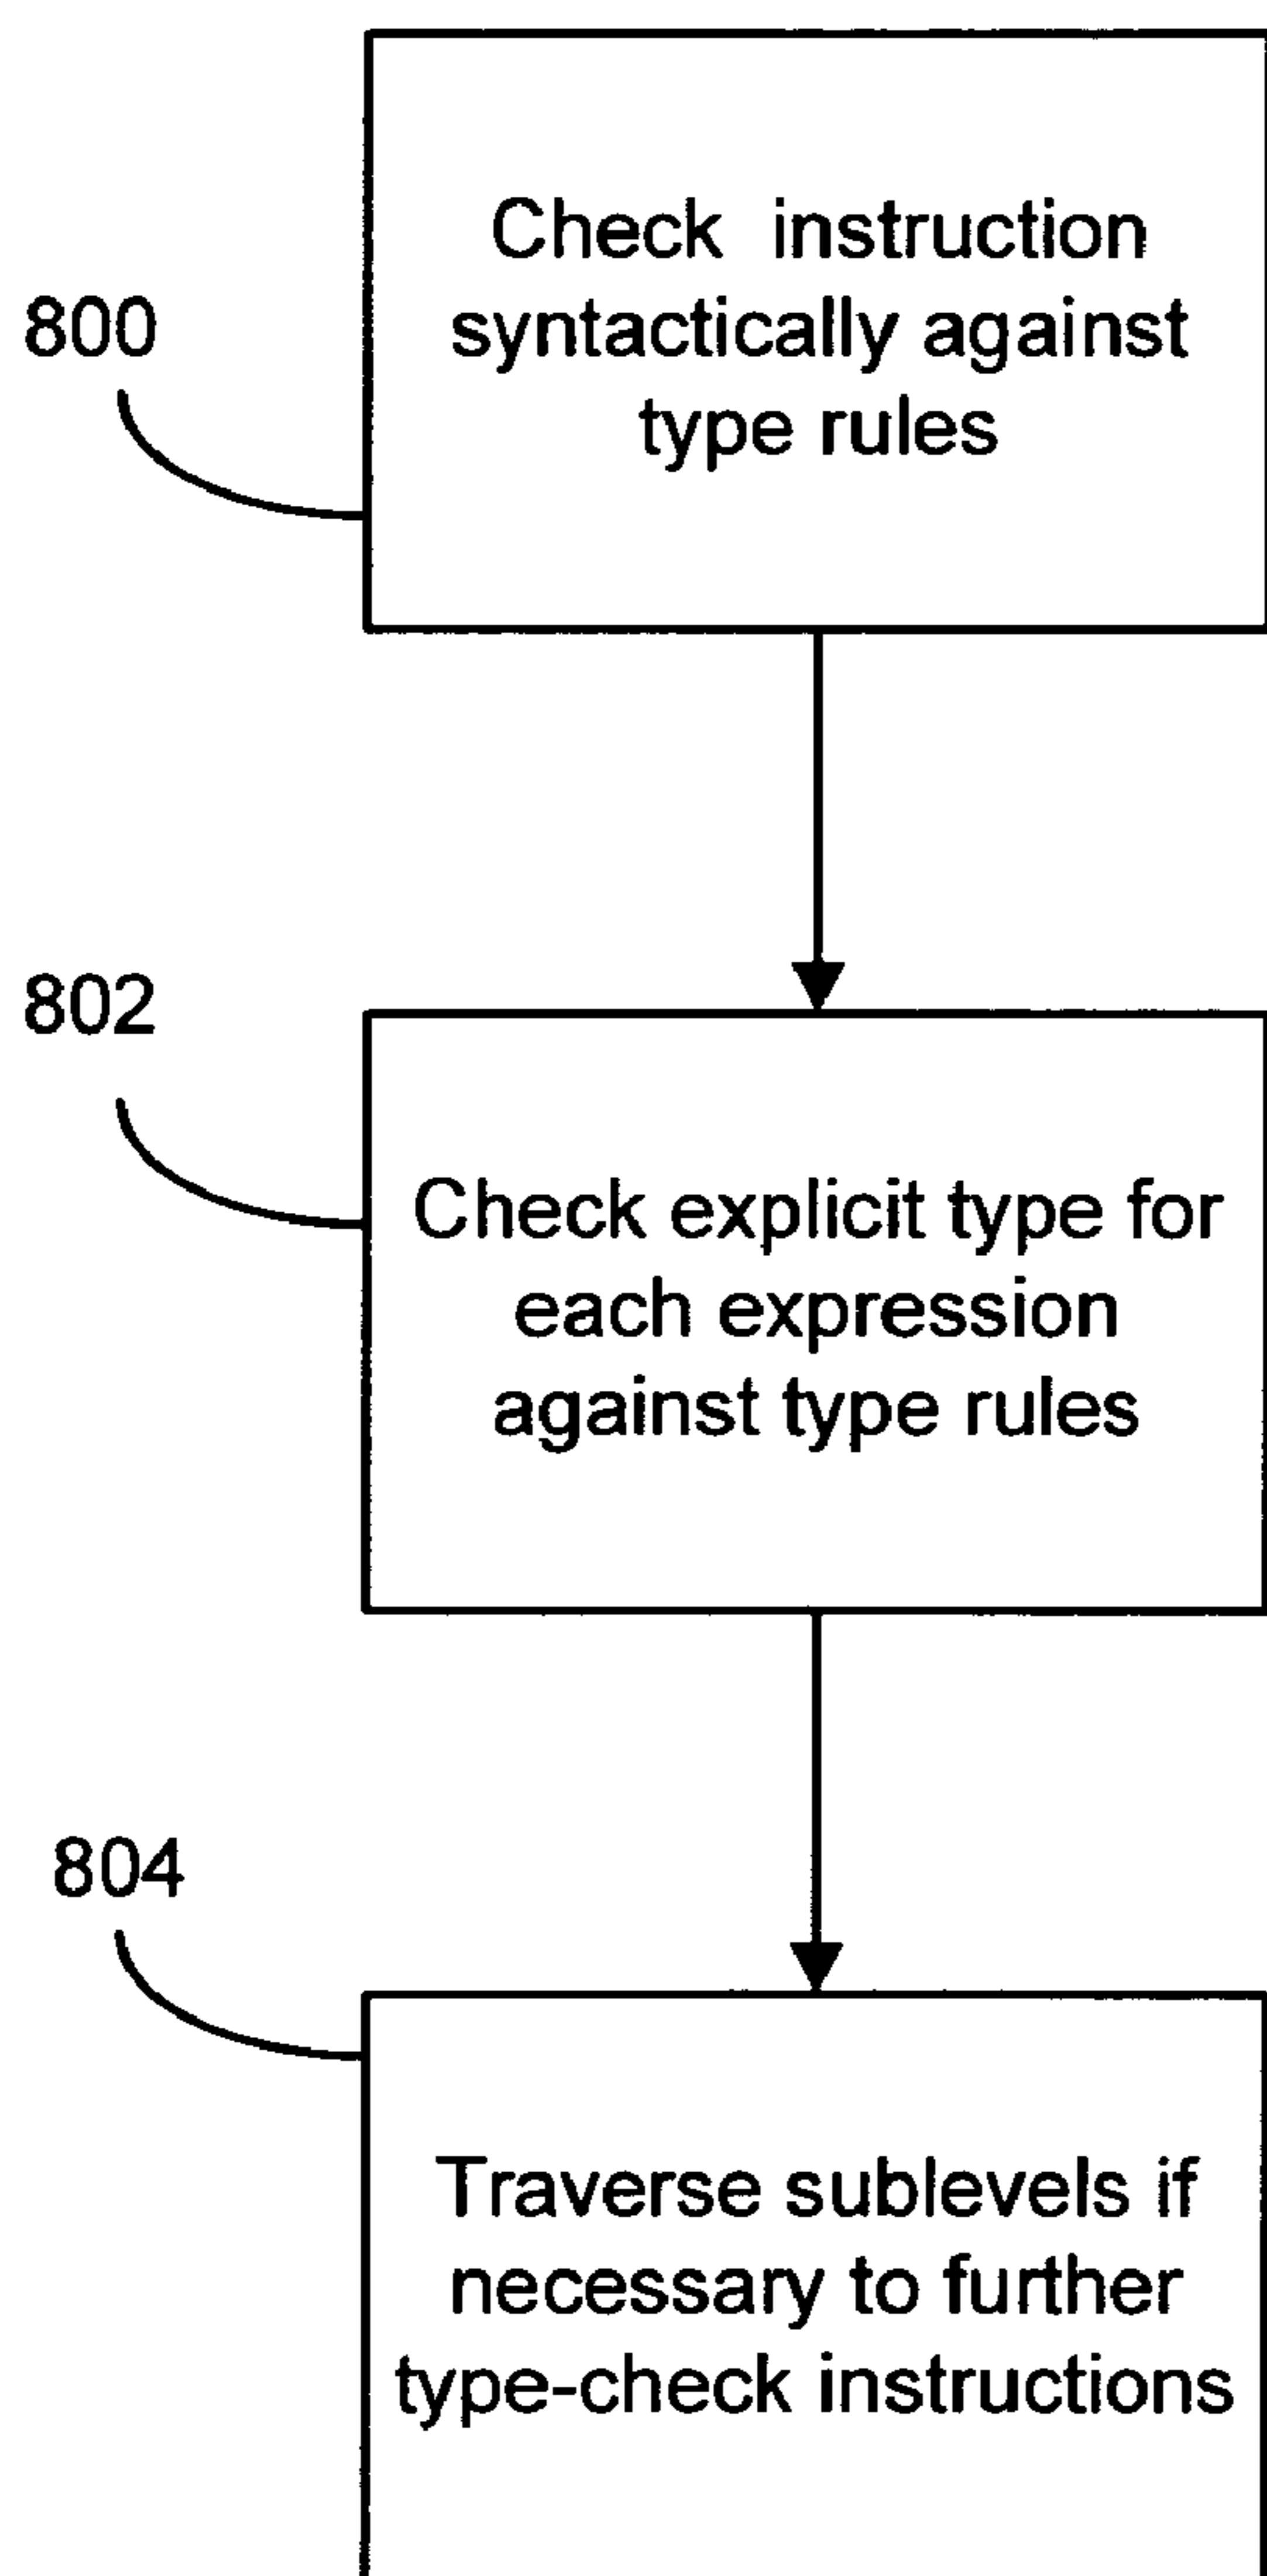 800
Check instruction
syntactically against
type rules
802
Check explicit type for
each expression
against type rules
804
Traverse sublevels if
necessary to further
type-check instructions